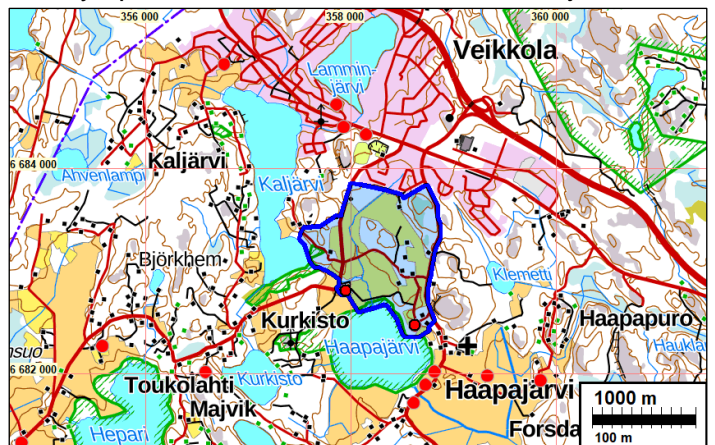 356 000
358 000
360 000
Veikkola
Lammin-
järvi
6 684 000
Kaljärvi
Ahvenlampi
Kaljärvi
Björkhem
Klemetti
Kurkisto
Haapapuro
Haapajärvi
nsuo
Haukla
6 682 000
Toukolahti
Kurkisto
Haapajärvi
Majvik
1000 m
100 m
Hepari
Forsda